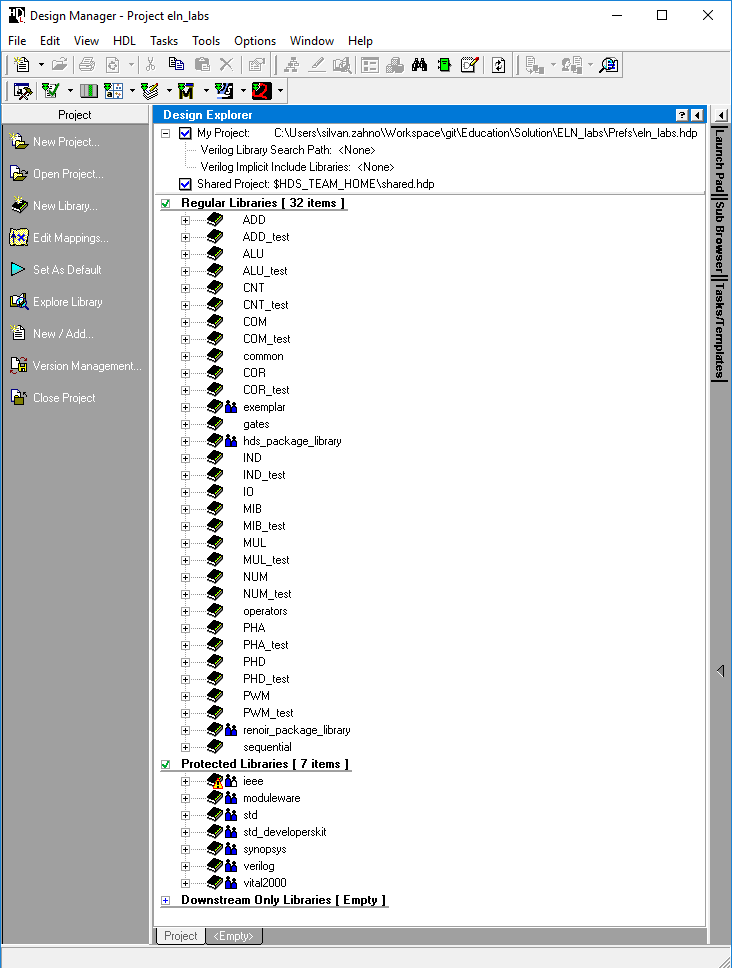 Design Manager - Project eln_labs
File Edit View HDL Tasks Tools Options Window Help
Project
New Project...
Open Project...
New Library...
Edit Mappings...
Set As Default
Explore Library
New / Add...
Version Management...
Close Project
Design Explorer
My Project: C:\Users\silvan.zahno\Workspace\git\Education\Solution\ELN_labs\Prefs\eln_labs.hdp
Verilog Library Search Path: <None>
Verilog Implicit Include Libraries: <None>
Shared Project: $HDS_TEAM_HOME\shared.hdp
Regular Libraries [ 32 items ]
ADD
ADD_test
ALU
ALU_test
CNT
CNT_test
COM
COM_test
common
COR
COR_test
exemplar
gates
hds_package_library
IND
IND_test
IO
MIB
MIB_test
MUL
MUL_test
NUM
NUM_test
operators
PHA
PHA_test
PHD
PHD_test
PWM
PWM_test
renoir_package_library
sequential
Protected Libraries [ 7 items ]
ieee
moduleware
std
std_developerskit
synopsys
verilog
vital2000
Downstream Only Libraries [ Empty ]
Project <Empty>
Launch Pad
Sub Browser
Tasks/Templates